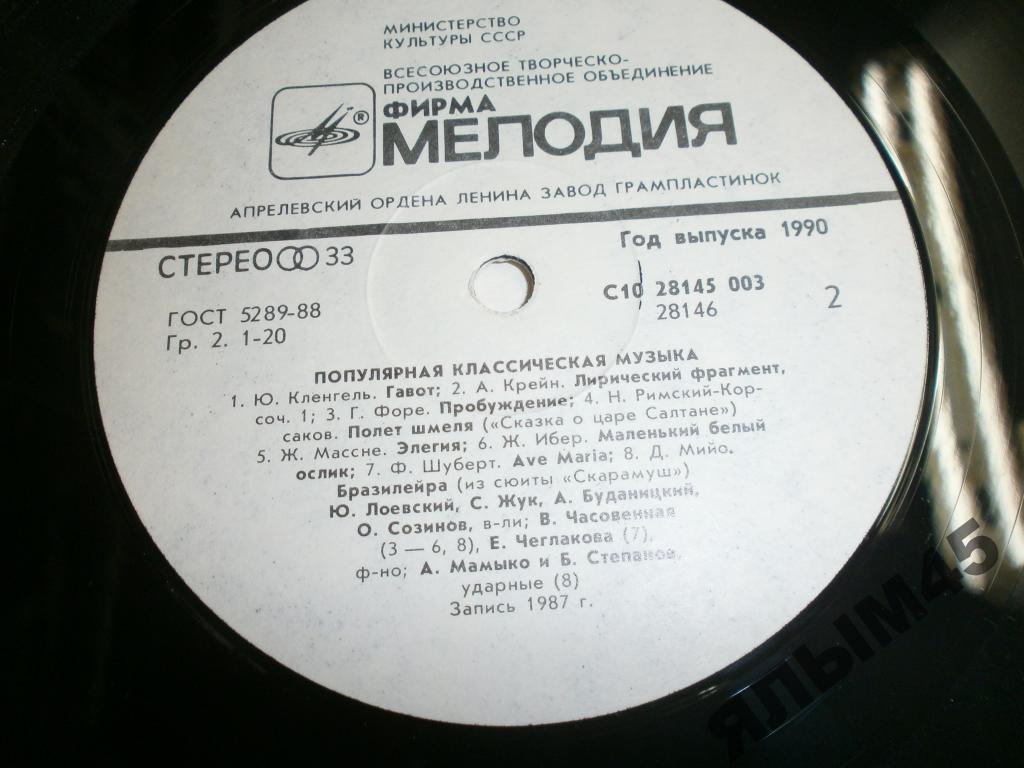 МИНИСТЕРСТВО
КУЛЬТУРЫ СССР
ВСЕСОЮЗНОЕ ТВОРЧЕСКО-
ПРОИЗВОДСТВЕННОЕ ОБЪЕДИНЕНИЕ
ФИРМА
®
МЕЛОДИЯ
АПРЕЛЕВСКИЙ ОРДЕНА ЛЕНИНА ЗАВОД ГРАМПЛАСТИНОК
СТЕРЕО 33
Год выпуска 1990
ГОСТ 5289-88
Гр. 2. 1-20
С10 28145 003
28146
2
ПОПУЛЯРНАЯ КЛАССИЧЕСКАЯ МУЗЫКА
1. Ю. Кленгель. Гавот; 2. А. Крейн. Лирический фрагмент,
соч. 1; 3. Г. Форе. Пробуждение; 4. Н. Римский-Кор-
саков. Полет шмеля («Сказка о царе Салтане»)
5. Ж. Массне. Элегия; 6. Ж. Ибер. Маленький белый
ослик; 7. Ф. Шуберт. Ave Maria; 8. Д. Мийо.
Бразилейра (из сюиты «Скарамуш»)
Ю. Лоевский, С. Жук, А. Буданицкий,
О. Созинов, в-ли; В. Часовенная
(3 — 6, 8), Е. Чеглакова (7),
ф-но; А. Мамыко и Б. Степанов,
ударные (8)
Запись 1987 г.
ЯЛЫМ45